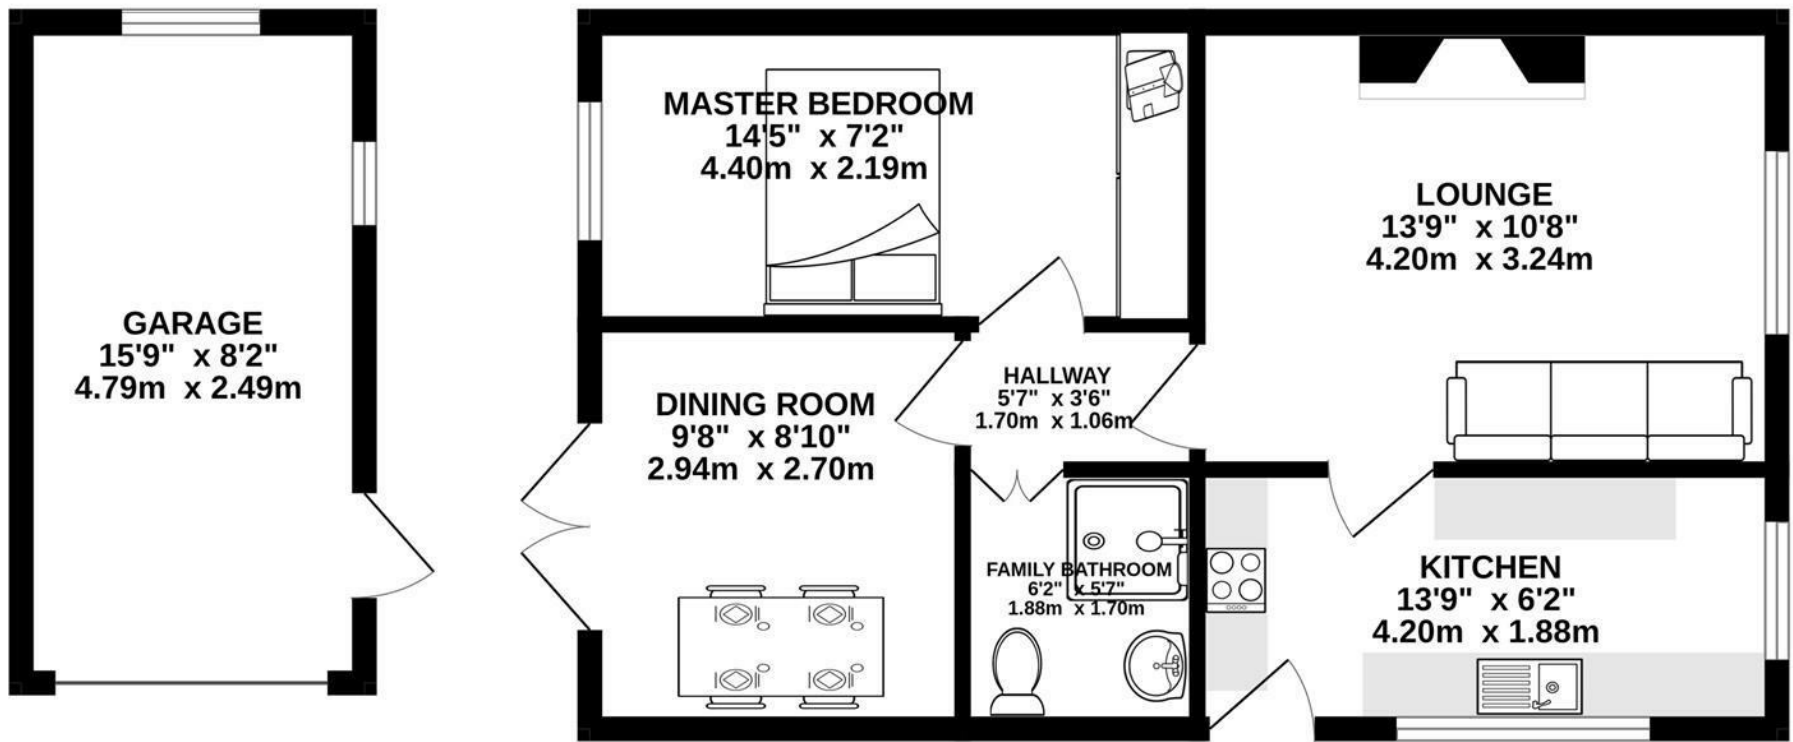 MASTER BEDROOM
14'5" x 7'2"
4.40m x 2.19m
LOUNGE
13'9" x 10'8"
4.20m x 3.24m
GARAGE
15'9" x 8'2"
4.79m x 2.49m
HALLWAY
5'7" x 3'6"
1.70m x 1.06m
DINING ROOM
9'8" x 8'10"
2.94m x 2.70m
FAMILY BATHROOM
6'2" x 5'7"
1.88m x 1.70m
KITCHEN
13'9" x 6'2"
4.20m x 1.88m